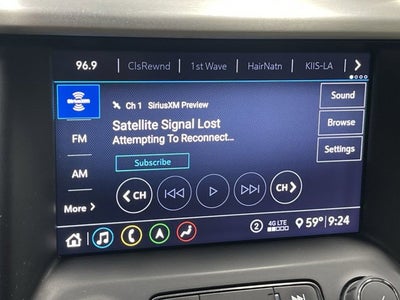 96.9 ClsRewnd 1st Wave HairNatn KIIS-LA
SiriusXM
Ch 1 SiriusXM Preview
Sound
Satellite Signal Lost
Attempting To Reconnect...
Browse
FM
Settings
Subscribe
AM
CH
CH
More
2 4G LTE 59° 9:24